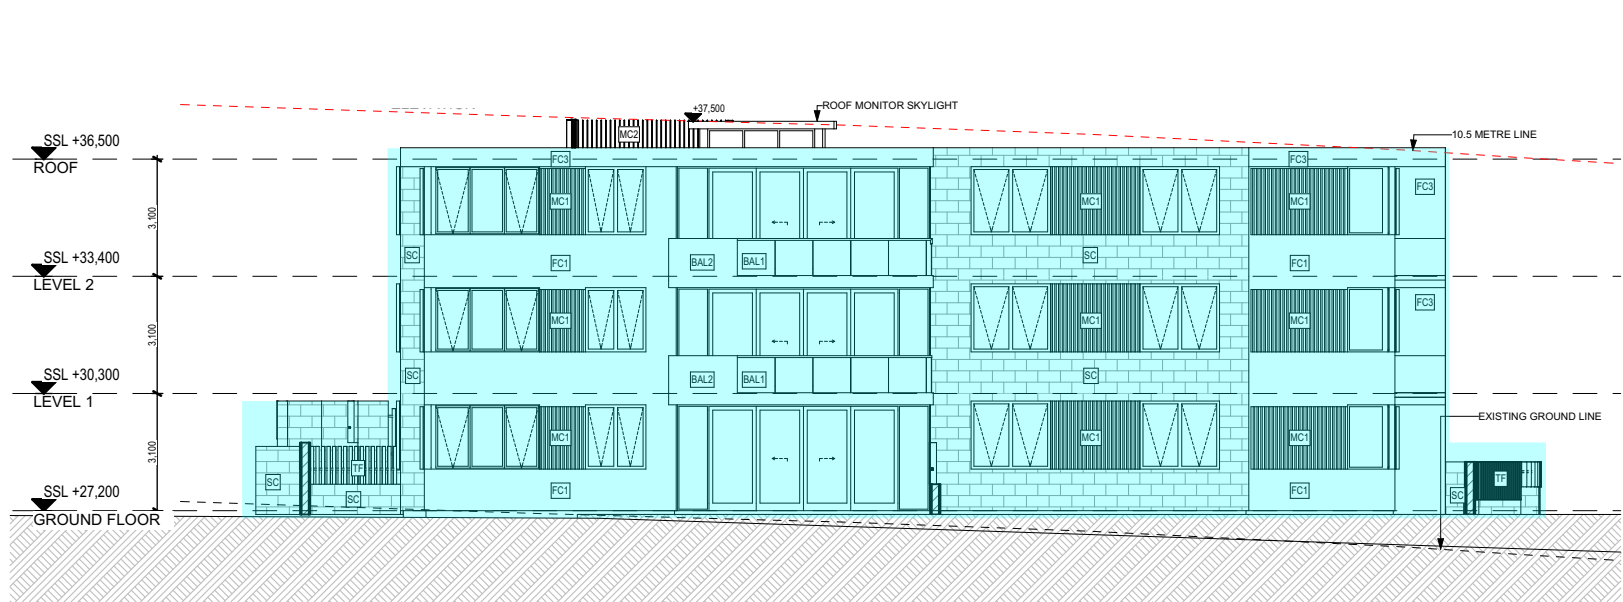 +37,500
ROOF MONITOR SKYLIGHT
MC2
10.5 METRE LINE
SSL +36,500
ROOF
FC3
FC3
FC3
MC1
MC1
MC1
3,100
SC
FC1
BAL2
BAL1
SC
FC1
SSL +33,400
LEVEL 2
FC3
MC1
MC1
MC1
3,100
SC
BAL2
BAL1
SC
SSL +30,300
LEVEL 1
EXISTING GROUND LINE
MC1
MC1
MC1
3,100
TF
SC
SC
FC1
FC1
SC
TF
SSL +27,200
GROUND FLOOR